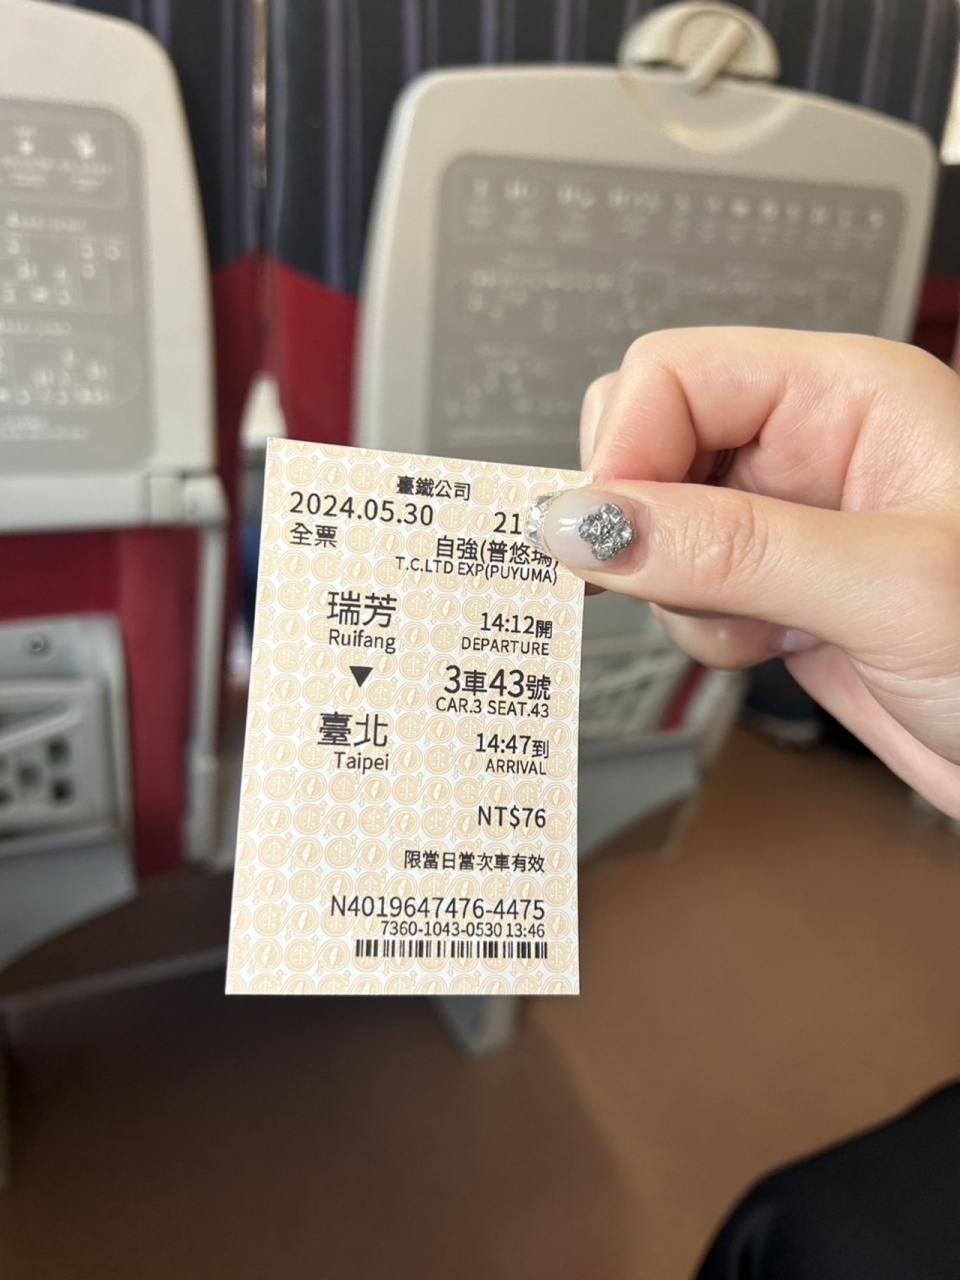 臺鐵公司
2024.05.30 21
全票 自強(普悠瑪)
T.C.LTD EXP(PUYUMA)
瑞芳 14:12開
Ruifang DEPARTURE
▼ 3車43號
CAR.3 SEAT.43
臺北 14:47到
Taipei ARRIVAL
NT$76
限當日當次車有效
N4019647476-4475
7360-1043-0530 13:46